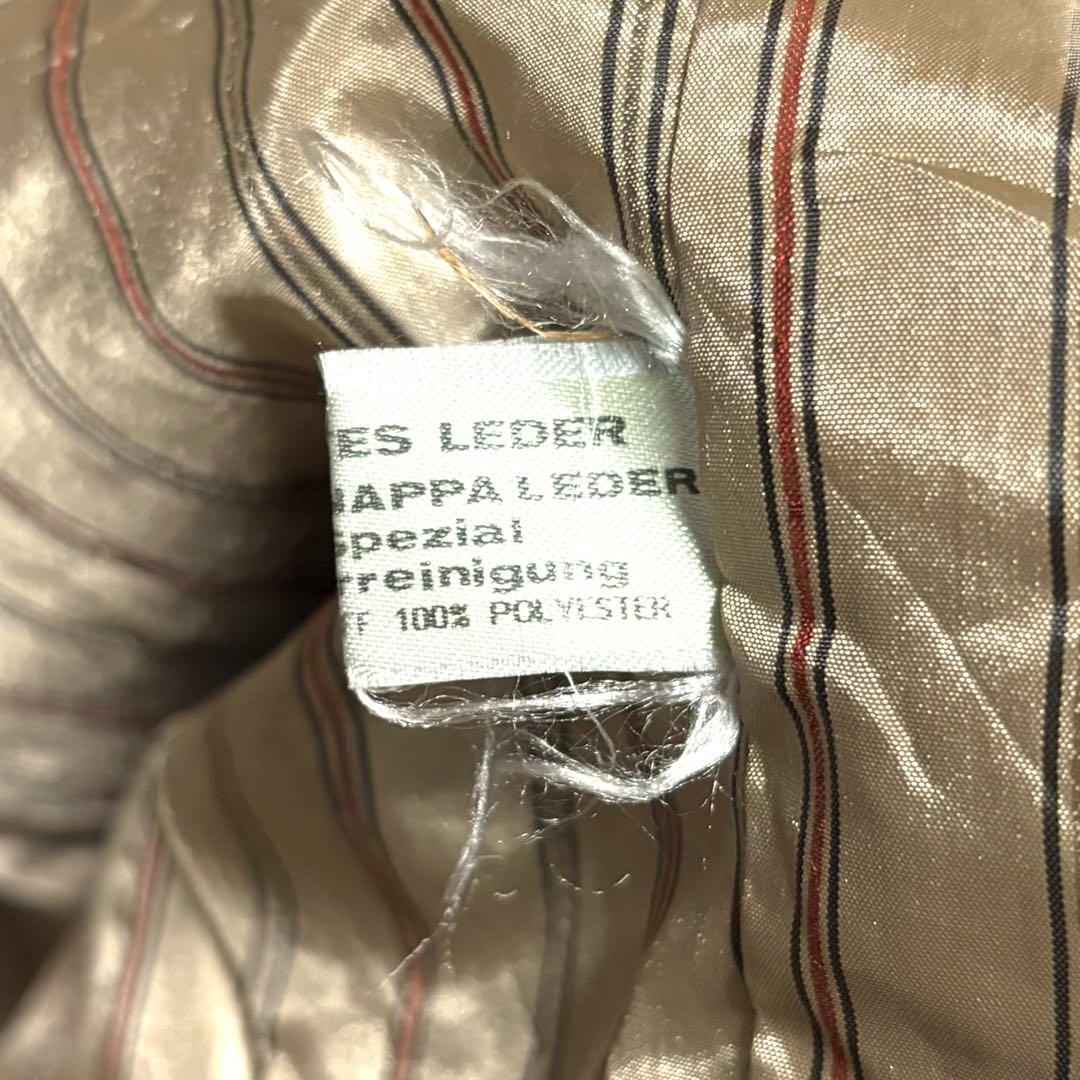 ES LEDER
NAPPA LEDER
Spezial
reinigung
100% POLYESTER